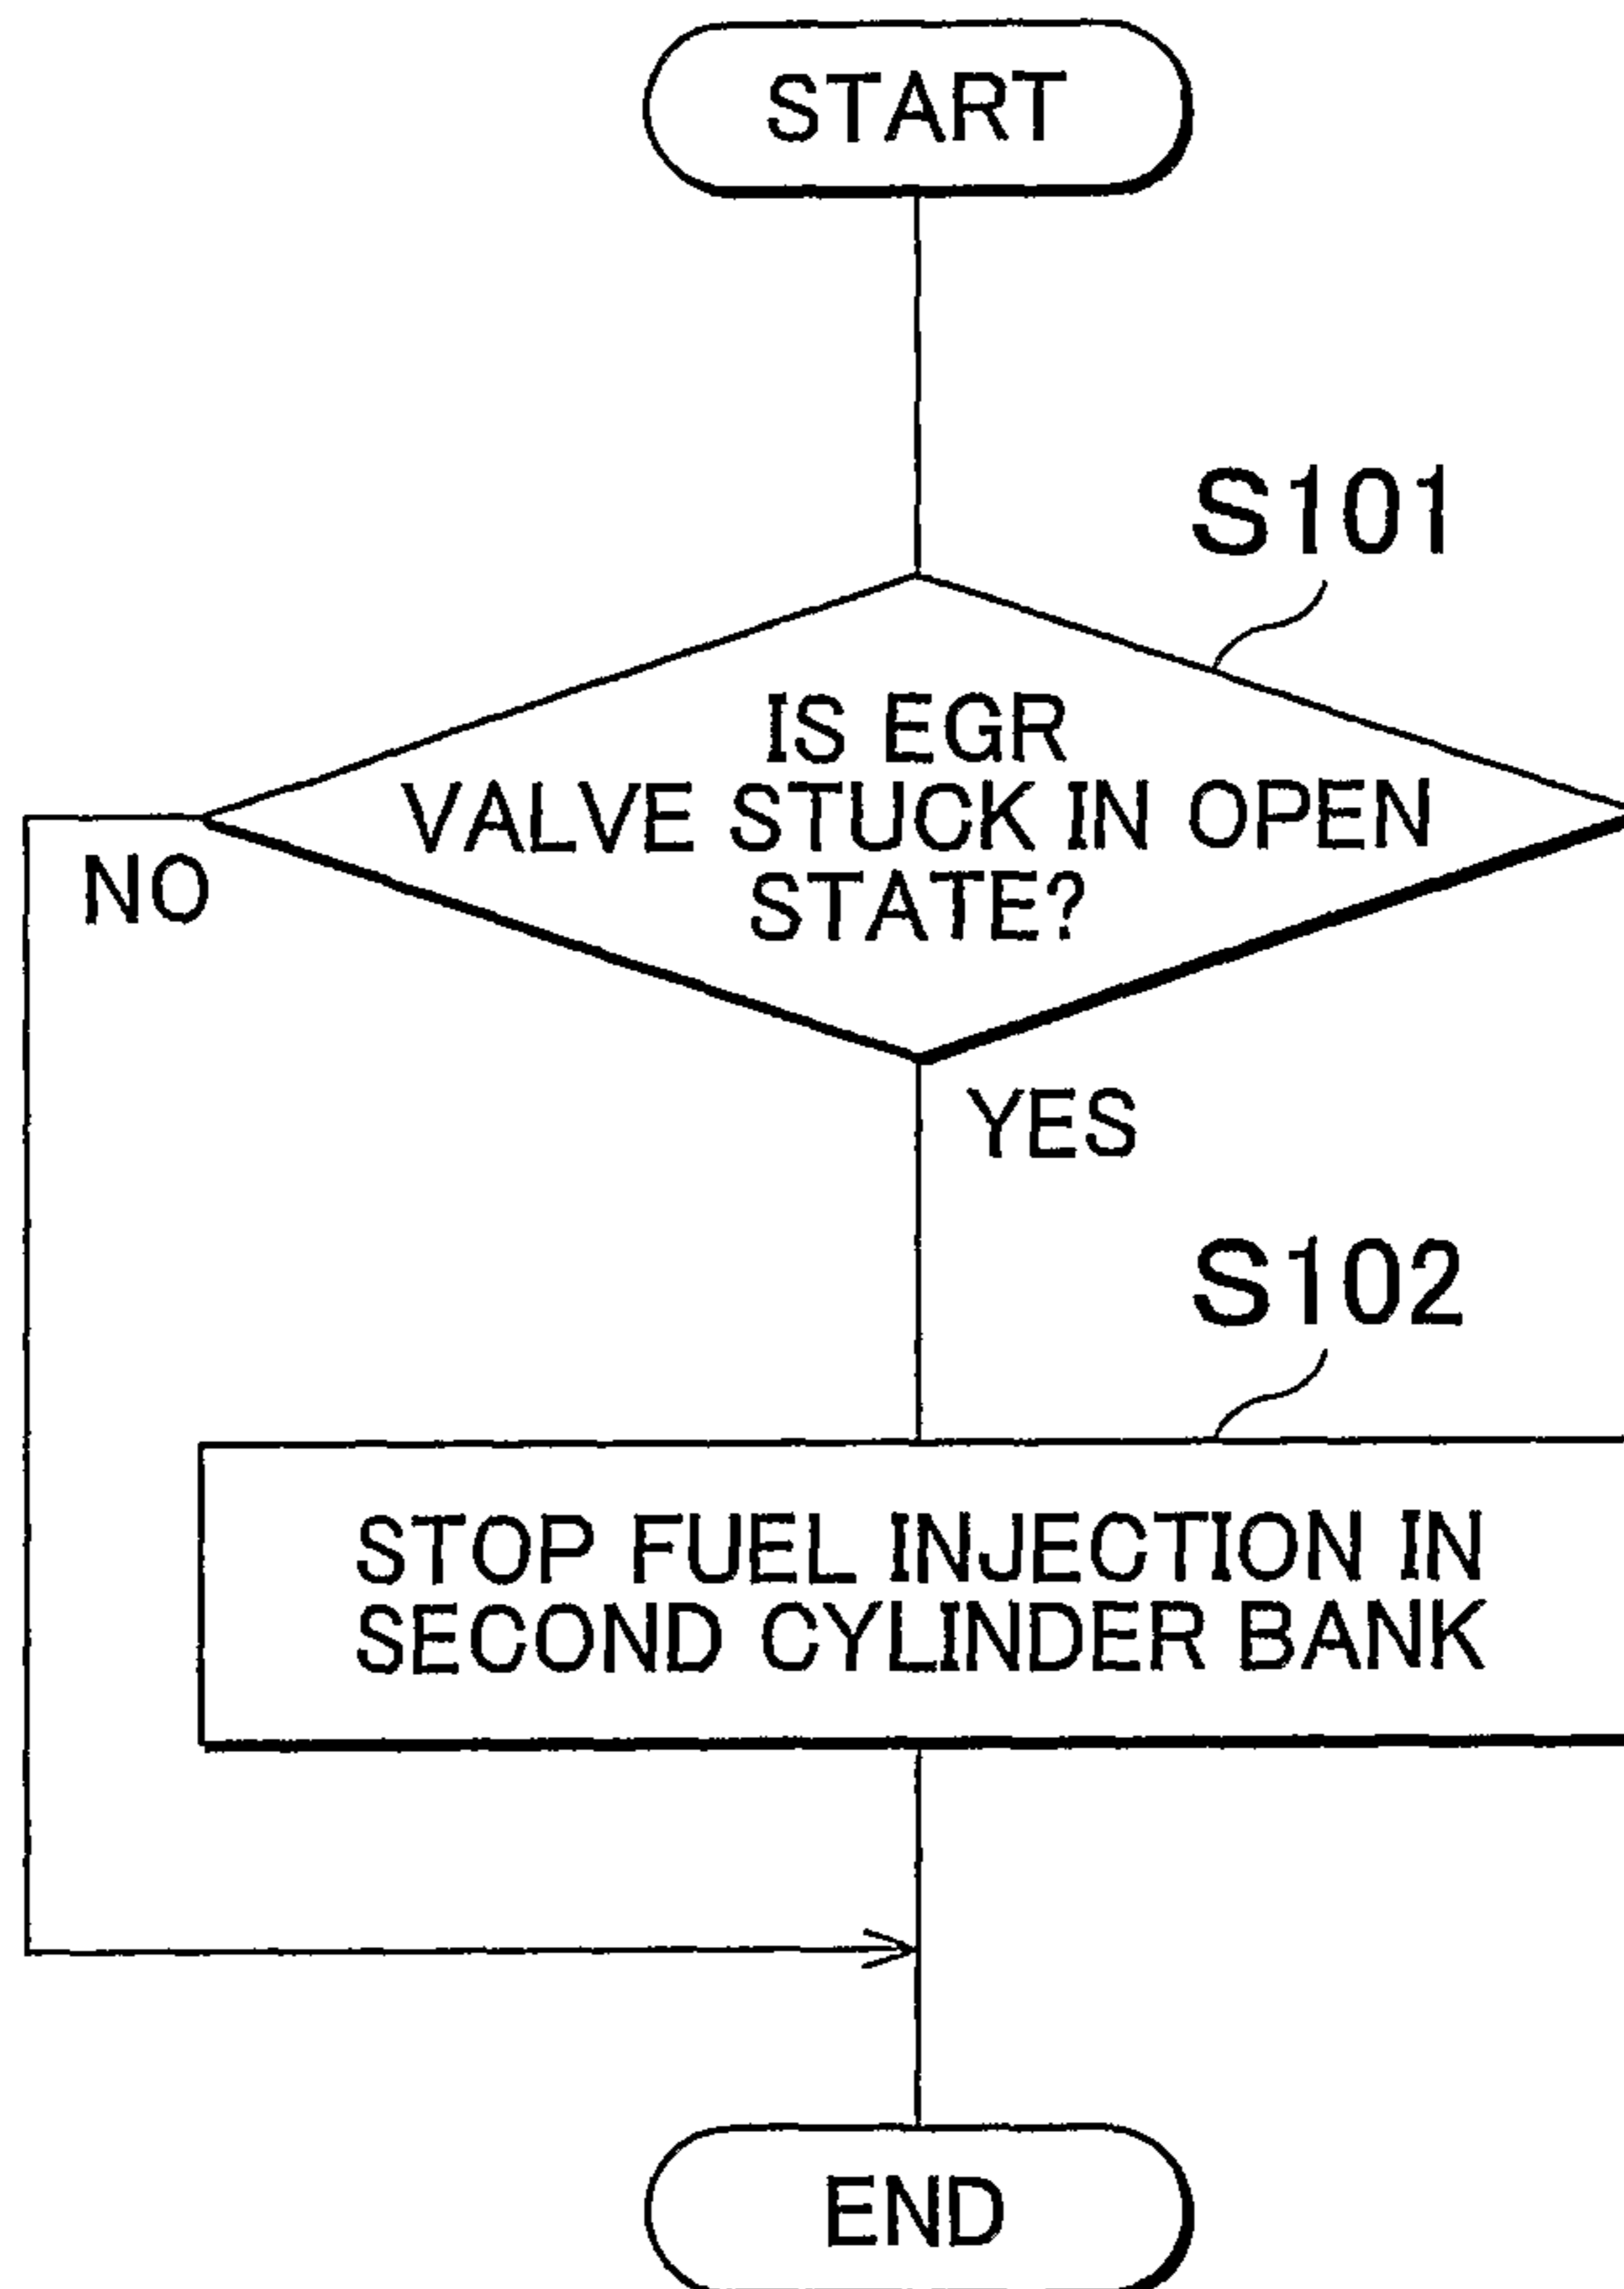 START
S101
IS EGR
VALVE STUCK IN OPEN
STATE?
NO
YES
S102
STOP FUEL INJECTION IN
SECOND CYLINDER BANK
END